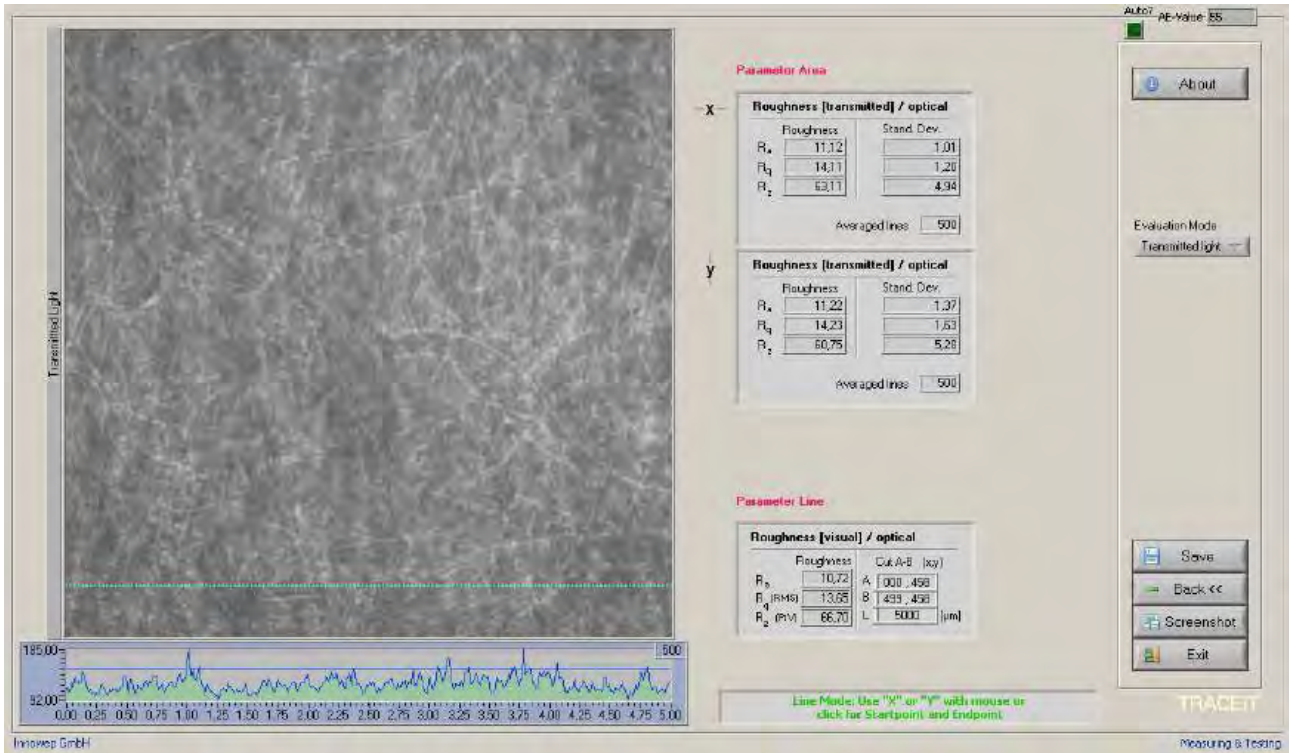 Auto? AE-Value 55
Parameter Area
About
x
Roughness [transmitted] / optical
Roughness Stand. Dev.
Ra 11,12 1,01
Rq 14,11 1,28
Rz 63,11 4,94
Averaged lines 500
Evaluation Mode
Transmitted light
y
Roughness [transmitted] / optical
Roughness Stand. Dev.
Ra 11,22 1,37
Rq 14,23 1,63
Rz 60,75 5,28
Averaged lines 500
Transmitted Light
Parameter Line
Roughness [visual] / optical
Roughness Cut A-B (x,y)
Ra 10,72 A 000 , 458
Rq (RMS) 13,65 B 499 , 458
Rz (PtV) 66,70 L 5000 [µm]
Save
Back <<
Screenshot
Exit
185,00 500
92,00
0.00 0.25 0.50 0.75 1.00 1.25 1.50 1.75 2.00 2.25 2.50 2.75 3.00 3.25 3.50 3.75 4.00 4.25 4.50 4.75 5.00
Line Mode: Use "X" or "Y" with mouse or
click for Startpoint and Endpoint
TRACEiT
Innowep GmbH
Measuring & Testing